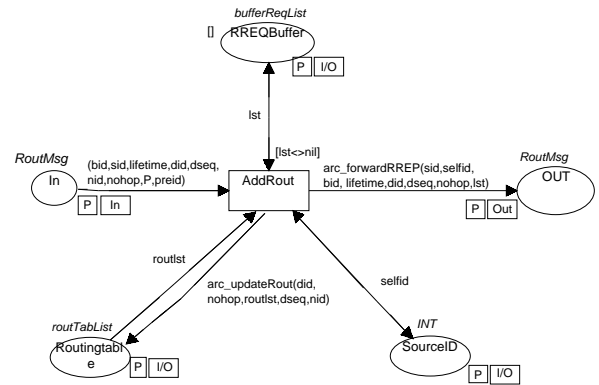 bufferReqList
[] RREQBuffer
P I/O
lst
[lst<>nil]
RoutMsg
In
P In
(bid,sid,lifetime,did,dseq,
nid,nohop,P,preid)
AddRout
arc_forwardRREP(sid,selfid,
bid, lifetime,did,dseq,nohop,lst)
RoutMsg
OUT
P Out
routlst
arc_updateRout(did,
nohop,routlst,dseq,nid)
selfid
routTabList
Routingtabl
e
P I/O
INT
SourceID
P I/O